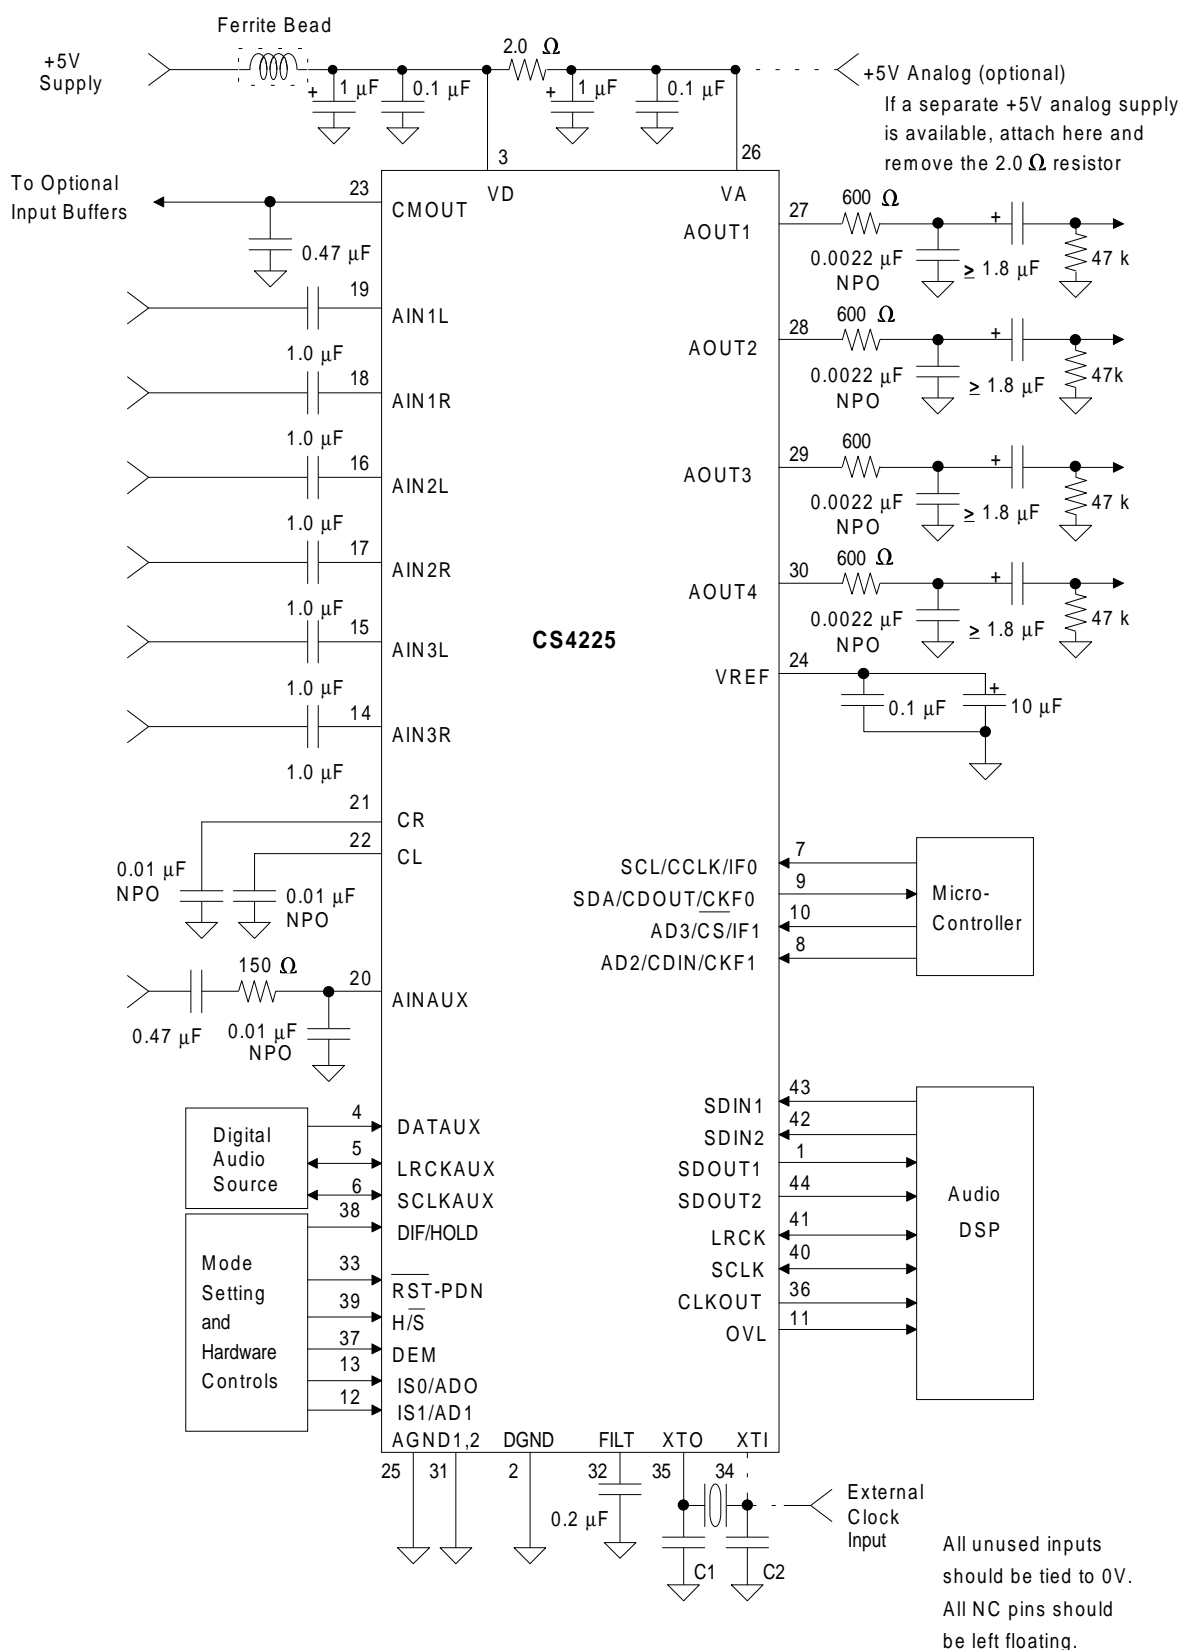 Ferrite Bead
+5V
Supply
+
1 µF
0.1 µF
2.0 Ω
+
1 µF
0.1 µF
+5V Analog (optional)
If a separate +5V analog supply
is available, attach here and
remove the 2.0 Ω resistor
3
26
VD
VA
To Optional
Input Buffers
23
CMOUT
0.47 µF
19
AIN1L
1.0 µF
18
AIN1R
1.0 µF
16
AIN2L
1.0 µF
17
AIN2R
1.0 µF
15
AIN3L
1.0 µF
14
AIN3R
1.0 µF
21
CR
22
CL
0.01 µF
NPO
0.01 µF
NPO
150 Ω
20
AINAUX
0.47 µF
0.01 µF
NPO
CS4225
27
AOUT1
600 Ω
0.0022 µF
NPO
+
≥ 1.8 µF
47 k
28
AOUT2
600 Ω
0.0022 µF
NPO
+
≥ 1.8 µF
47k
29
AOUT3
600
0.0022 µF
NPO
+
≥ 1.8 µF
47 k
30
AOUT4
600 Ω
0.0022 µF
NPO
+
≥ 1.8 µF
47 k
24
VREF
0.1 µF
+
10 µF
SCL/CCLK/IF0
7
SDA/CDOUT/CKF0
9
AD3/CS/IF1
10
AD2/CDIN/CKF1
8
Micro-
Controller
Digital
Audio
Source
4
DATAUX
5
LRCKAUX
6
SCLKAUX
38
DIF/HOLD
Mode
Setting
and
Hardware
Controls
33
RST-PDN
39
H/S
37
DEM
13
IS0/ADO
12
IS1/AD1
SDIN1
43
SDIN2
42
SDOUT1
1
SDOUT2
44
LRCK
41
SCLK
40
CLKOUT
36
OVL
11
Audio
DSP
AGND1,2
DGND
FILT
XTO
XTI
25
31
2
32
35
34
0.2 µF
C1
C2
External
Clock
Input
All unused inputs
should be tied to 0V.
All NC pins should
be left floating.